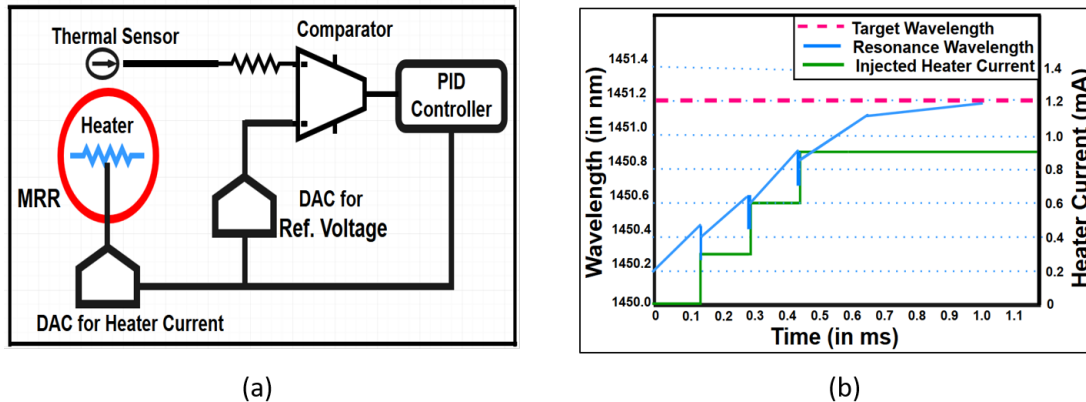 Thermal Sensor
Comparator
PID
Controller
Heater
MRR
DAC for
Ref. Voltage
DAC for Heater Current
(a)
Target Wavelength
Resonance Wavelength
Injected Heater Current
Wavelength (in nm)
1451.4
1451.2
1451.0
1450.8
1450.6
1450.4
1450.2
1450.0
0 0.1 0.2 0.3 0.4 0.5 0.6 0.7 0.8 0.9 1.0 1.1
Time (in ms)
1.4
1.2
1.0
0.8
0.6
0.4
0.2
0
Heater Current (mA)
(b)